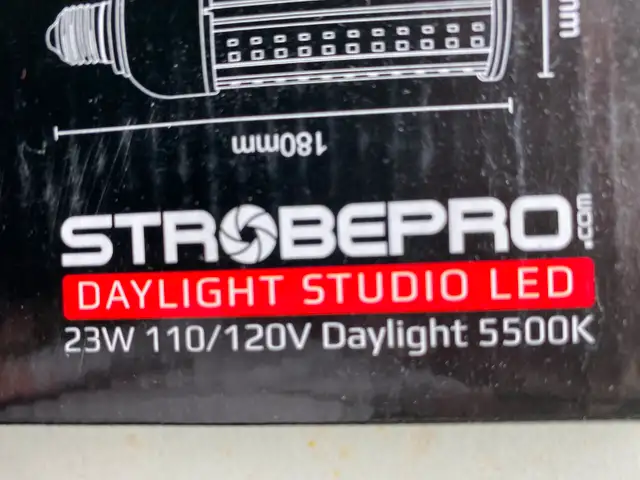 180mm
STROBEPRO.com
DAYLIGHT STUDIO LED
23W 110/120V Daylight 5500K